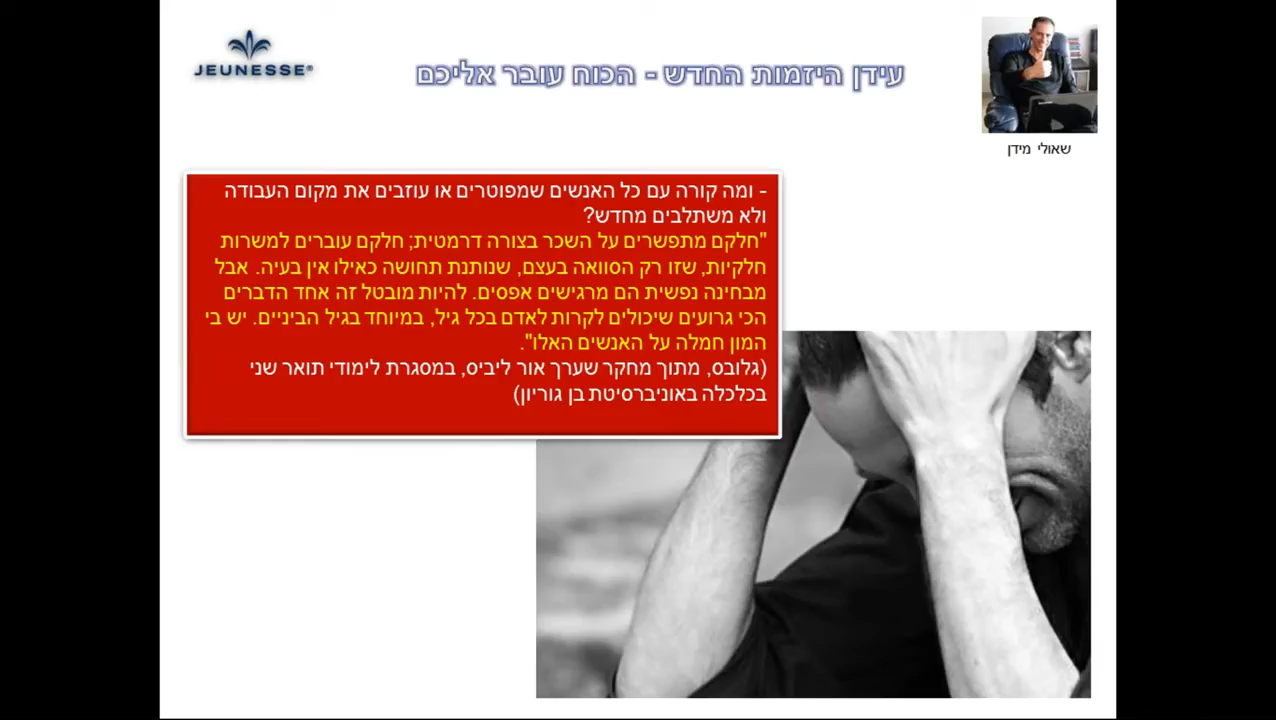 JEUNESSE®
עידן היזמות החדש - הכוח עובר אליכם
שאולי מידן
- ומה קורה עם כל האנשים שמפוטרים או עוזבים את מקום העבודה
ולא משתלבים מחדש?
"חלקם מתפשרים על השכר בצורה דרמטית; חלקם עוברים למשרות
חלקיות, שזו רק הסוואה בעצם, שנותנת תחושה כאילו אין בעיה. אבל
מבחינה נפשית הם מרגישים אפסים. להיות מובטל זה אחד הדברים
הכי גרועים שיכולים לקרות לאדם בכל גיל, במיוחד בגיל הביניים. יש בי
המון חמלה על האנשים האלו".
(גלובס, מתוך מחקר שערך אור ליביס, במסגרת לימודי תואר שני
בכלכלה באוניברסיטת בן גוריון)